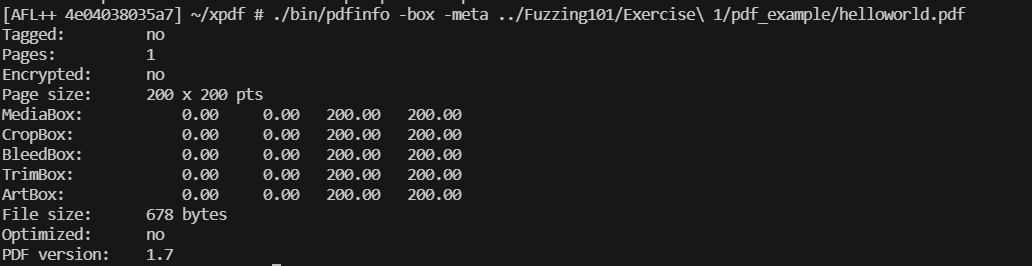 [AFL++ 4e04038035a7] ~/xpdf # ./bin/pdfinfo -box -meta ../Fuzzing101/Exercise\ 1/pdf_example/helloworld.pdf
Tagged: no
Pages: 1
Encrypted: no
Page size: 200 x 200 pts
MediaBox: 0.00 0.00 200.00 200.00
CropBox: 0.00 0.00 200.00 200.00
BleedBox: 0.00 0.00 200.00 200.00
TrimBox: 0.00 0.00 200.00 200.00
ArtBox: 0.00 0.00 200.00 200.00
File size: 678 bytes
Optimized: no
PDF version: 1.7